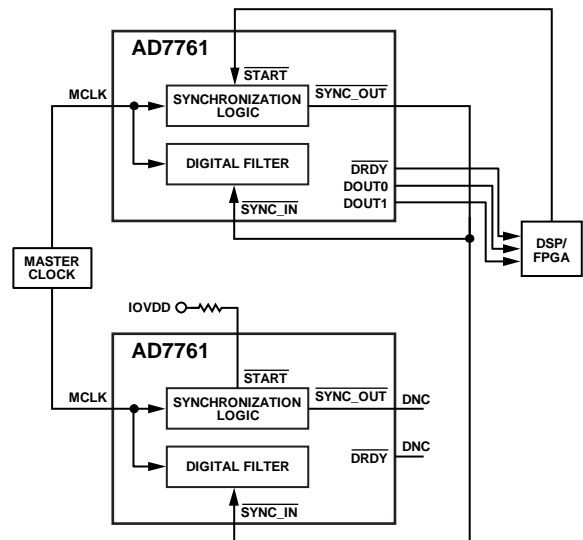 AD7761
START
MCLK
SYNCHRONIZATION
LOGIC
SYNC_OUT
DIGITAL FILTER
DRDY
DOUT0
DOUT1
SYNC_IN
DSP/
FPGA
MASTER
CLOCK
IOVDD
AD7761
START
MCLK
SYNCHRONIZATION
LOGIC
SYNC_OUT
DNC
DIGITAL FILTER
DRDY
DNC
SYNC_IN